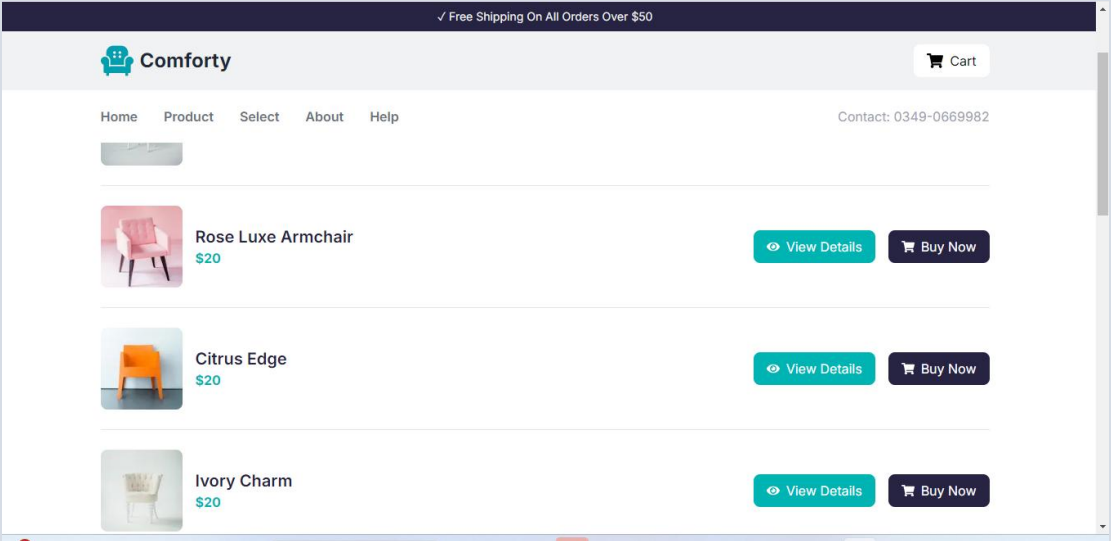 ✓ Free Shipping On All Orders Over $50
Comforty
Cart
Home Product Select About Help
Contact: 0349-0669982
Rose Luxe Armchair
$20
View Details
Buy Now
Citrus Edge
$20
View Details
Buy Now
Ivory Charm
$20
View Details
Buy Now